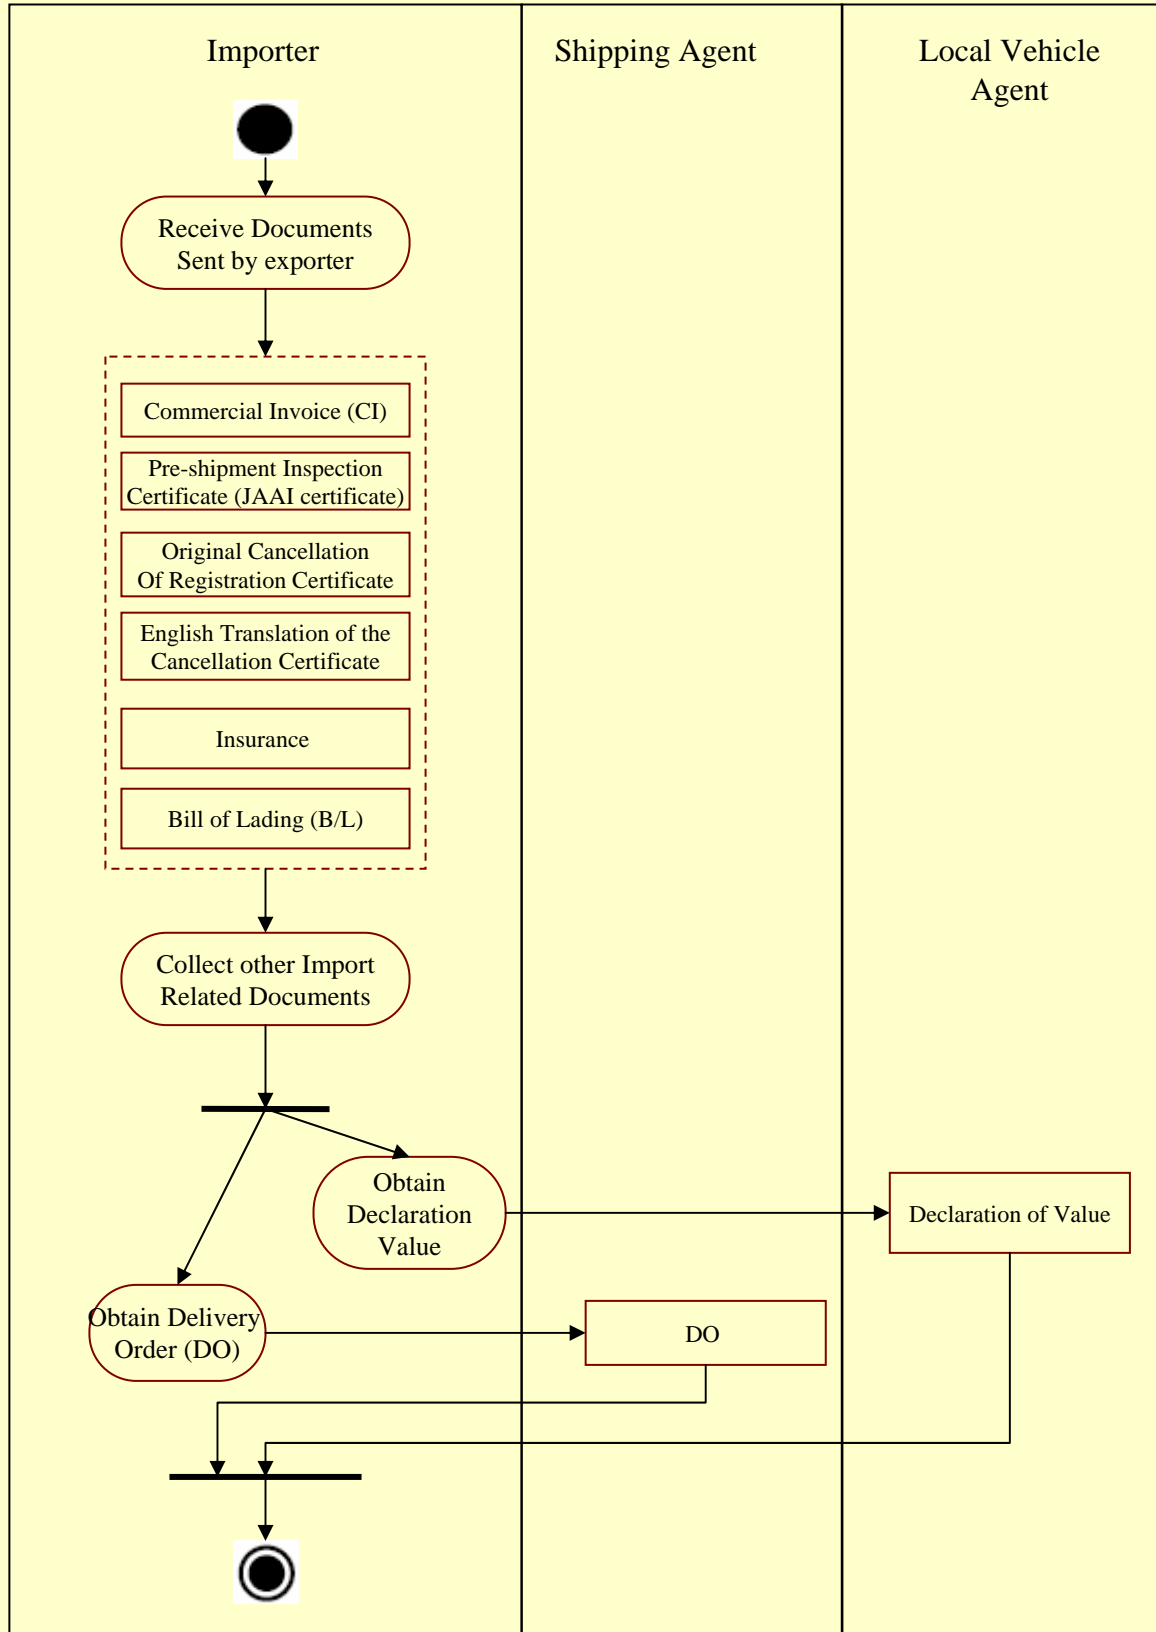 Importer
Shipping Agent
Local Vehicle
Agent
Receive Documents
Sent by exporter
Commercial Invoice (CI)
Pre-shipment Inspection
Certificate (JAAI certificate)
Original Cancellation
Of Registration Certificate
English Translation of the
Cancellation Certificate
Insurance
Bill of Lading (B/L)
Collect other Import
Related Documents
Obtain
Declaration
Value
Declaration of Value
Obtain Delivery
Order (DO)
DO